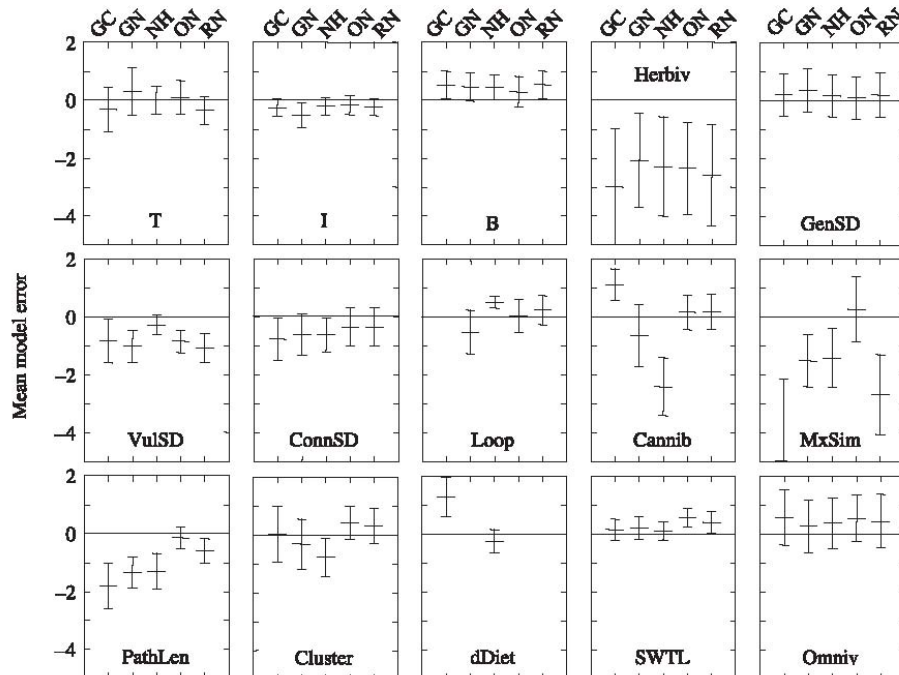 GC GN NH ON RN GC GN NH ON RN GC GN NH ON RN GC GN NH ON RN GC GN NH ON RN
2
0
-2
-4
T I B Herbiv GenSD
Mean model error
2
0
-2
-4
VulSD ConnSD Loop Cannib MxSim
2
0
-2
-4
PathLen Cluster dDiet SWTL Omniv